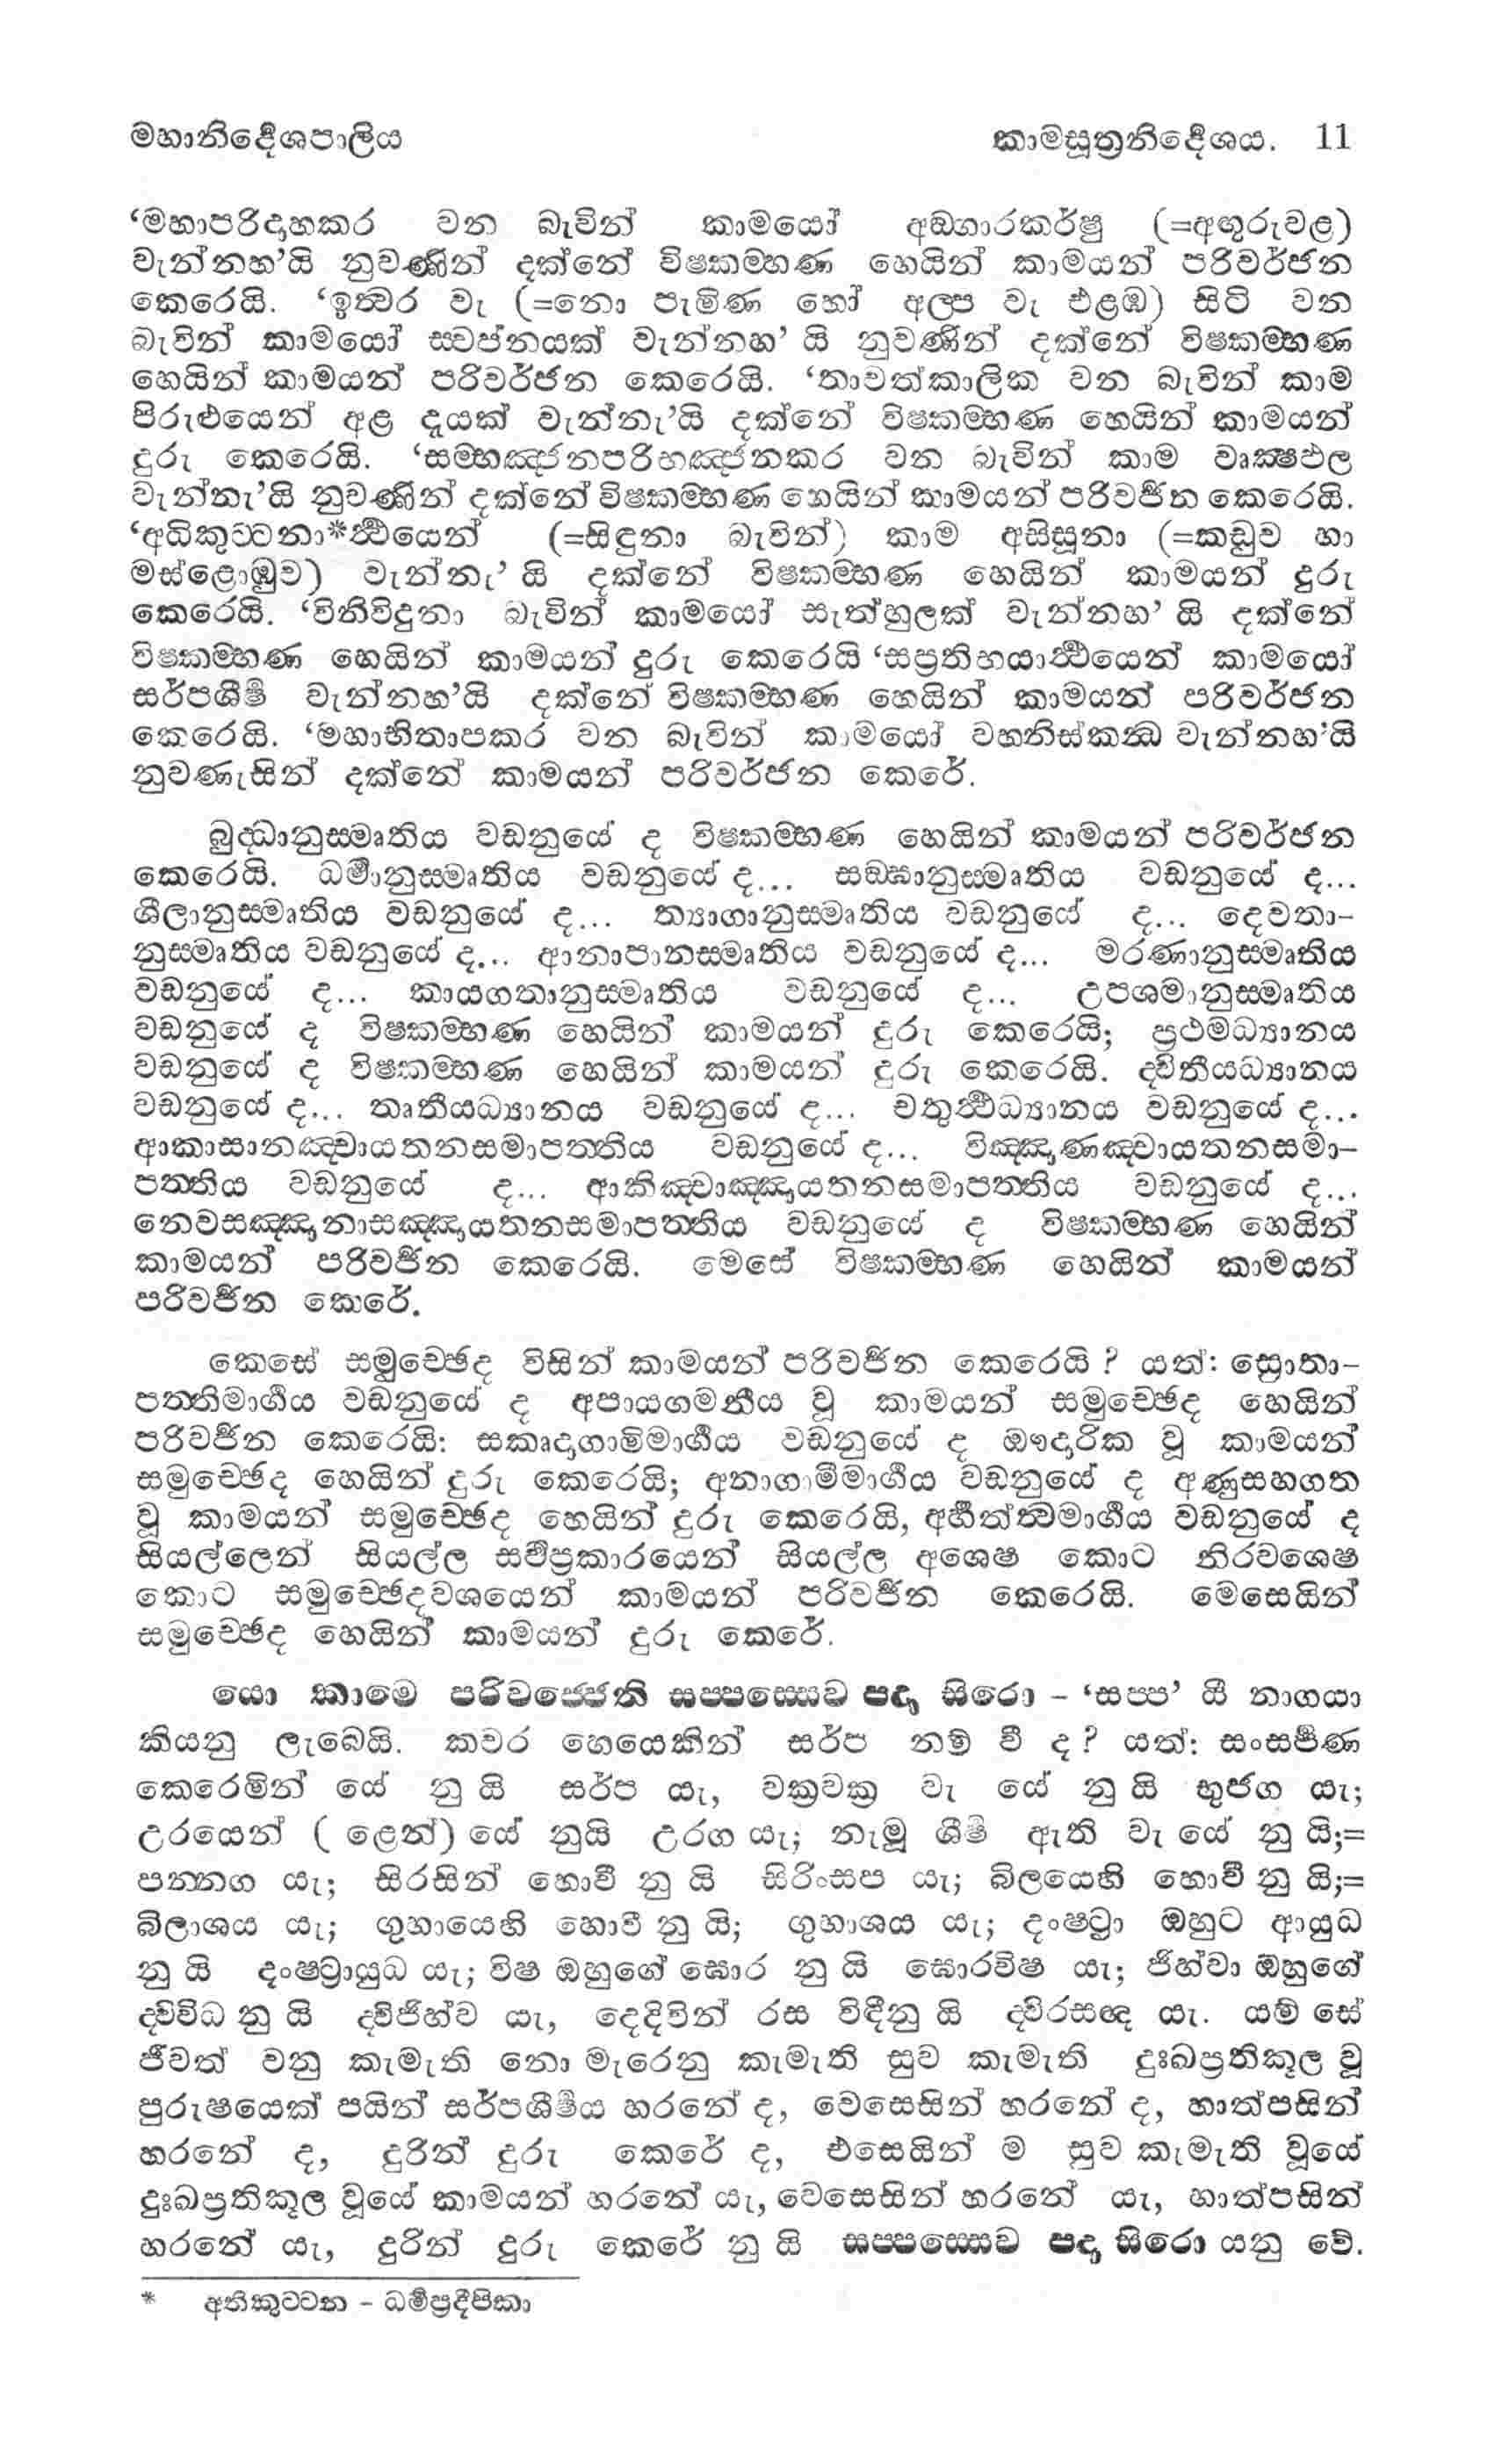 මහානිර්‍දෙශපාලිය කාමසූත්‍රනිර්‍දෙශය. 11
‘මහාපරිදාහකර වන බැවින් කාමයෝ අඞ්ගාරකර්ෂු (=අඟුරුවළ)
වැන්නහ’යි නුවණින් දක්නේ විෂ්කම්භණ හෙයින් කාමයන් පරිවර්ජන
කෙරෙයි. ‘ඉත්‍වර වැ (=නො පැමිණ හෝ අල්ප වැ එළඹ) සිටි වන
බැවින් කාමයෝ ස්වප්නයක් වැන්නහ’ යි නුවණින් දක්නේ විෂ්කම්භණ
හෙයින් කාමයන් පරිවර්ජන කෙරෙයි. ‘තාවත්කාලික වන බැවින් කාම
පිරුළුයෙන් අළ දෑයක් වැන්නැ’යි දක්නේ විෂ්කම්භණ හෙයින් කාමයන්
දුරු කෙරෙයි. ‘සම්භඤ්ජනපරිභඤ්ජනකර වන බැවින් කාම වෘක්‍ෂඵල
වැන්නැ’යි නුවණින් දක්නේ විෂ්කම්භණ හෙයින් කාමයන් පරිවර්‍ජන කෙරෙයි.
‘අධිකුට්ටනා*ර්‍ත්‍ථයෙන් (=සිඳුනා බැවින්) කාම අසිසූනා (=කඩුව හා
මස්ළොඹුව) වැන්නැ’ යි දක්නේ විෂ්කම්භණ හෙයින් කාමයන් දුරු
කෙරෙයි. ‘විනිවිදුනා බැවින් කාමයෝ සැත්හුලක් වැන්නහ’ යි දක්නේ
විෂ්කම්භණ හෙයින් කාමයන් දුරු කෙරෙයි ‘සප්‍රතිභයාර්‍ත්‍ථයෙන් කාමයෝ
සර්පශීර්‍ෂ වැන්නහ’යි දක්නේ විෂ්කම්භණ හෙයින් කාමයන් පරිවර්ජන
කෙරෙයි. ‘මහාභිතාපකර වන බැවින් කාමයෝ වහ්නිස්කන්‍ධ වැන්නහ’යි
නුවණැසින් දක්නේ කාමයන් පරිවර්ජන කෙරේ.
බුද්ධානුස්මෘතිය වඩනුයේ ද විෂ්කම්භණ හෙයින් කාමයන් පරිවර්ජන
කෙරෙයි. ධර්‍මානුස්මෘතිය වඩනුයේ ද... සඞ්ඝානුස්මෘතිය වඩනුයේ ද...
ශීලානුස්මෘතිය වඩනුයේ ද... ත්‍යාගානුස්මෘතිය වඩනුයේ ද... දෙවතා-
නුස්මෘතිය වඩනුයේ ද... ආනාපානස්මෘතිය වඩනුයේ ද... මරණානුස්මෘතිය
වඩනුයේ ද... කායගතානුස්මෘතිය වඩනුයේ ද... උපශමානුස්මෘතිය
වඩනුයේ ද විෂ්කම්භණ හෙයින් කාමයන් දුරු කෙරෙයි; ප්‍රථමධ්‍යානය
වඩනුයේ ද විෂ්කම්භණ හෙයින් කාමයන් දුරු කෙරෙයි. ද්විතීයධ්‍යානය
වඩනුයේ ද... තෘතීයධ්‍යානය වඩනුයේ ද... චතුර්‍ත්‍ථධ්‍යානය වඩනුයේ ද...
ආකාසානඤ්චායතනසමාපත්තිය වඩනුයේ ද... විඤ්ඤාණඤ්චායතනසමා-
පත්තිය වඩනුයේ ද... ආකිඤ්චාඤ්ඤායතනසමාපත්තිය වඩනුයේ ද...
නෙවසඤ්ඤානාසඤ්ඤායතනසමාපත්තිය වඩනුයේ ද විෂ්කම්භණ හෙයින්
කාමයන් පරිවර්‍ජන කෙරෙයි. මෙසේ විෂ්කම්භණ හෙයින් කාමයන්
පරිවර්‍ජන කෙරේ.
කෙසේ සමුච්ඡේද විසින් කාමයන් පරිවර්‍ජන කෙරෙයි? යත්: ස්‍රොතා-
පත්තිමාර්‍ගය වඩනුයේ ද අපායගමනීය වූ කාමයන් සමුච්ඡෙද හෙයින්
පරිවර්‍ජන කෙරෙයි: සකෘදාගාමිමාර්‍ගය වඩනුයේ ද ඖදාරික වූ කාමයන්
සමුච්ඡෙද හෙයින් දුරු කෙරෙයි; අනාගාමිමාර්‍ගය වඩනුයේ ද අණුසහගත
වූ කාමයන් සමුච්ඡෙද හෙයින් දුරු කෙරෙයි, අර්‍හත්ත්‍වමාර්‍ගය වඩනුයේ ද
සියල්ලෙන් සියල්ල සර්‍වප්‍රකාරයෙන් සියල්ල අශෙෂ කොට නිරවශෙෂ
කොට සමුච්ඡෙදවශයෙන් කාමයන් පරිවර්‍ජන කෙරෙයි. මෙසෙයින්
සමුච්ඡෙද හෙයින් කාමයන් දුරු කෙරේ.
යො කාමෙ පරිවජ්ජෙති සප්පස්සෙව පදා සිරො – ‘සප්ප’ යී නාගයා
කියනු ලැබෙයි. කවර හෙයෙකින් සර්ප නම් වී ද? යත්: සංසර්‍පණ
කෙරෙමින් යේ නු යි සර්ප යැ, වක්‍රවක්‍ර වැ යේ නු යි භුජග යැ;
උරයෙන් (ළෙන්) යේ නුයි උරග යැ; නැමූ ශීර්‍ෂ ඇති වැ යේ නු යි;=
පන්නග යැ; සිරසින් හොවී නු යි සිරිංසප යැ; බිලයෙහි හොවී නු යි;=
බිලාශය යැ; ගුහායෙහි හොවී නු යි; ගුහාශය යැ; දංෂ්ට්‍රා ඔහුට ආයුධ
නු යි දංෂ්ට්‍රායුධ යැ; විෂ ඔහුගේ ඝොර නු යි ඝොරවිෂ යැ; ජිහ්වා ඔහුගේ
ද්විවිධ නු යි ද්විජිහ්ව යැ, දෙදිවින් රස විඳීනු යි ද්විරසඥ යැ. යම් සේ
ජීවත් වනු කැමැති නො මැරෙනු කැමැති සුව කැමැති දුඃඛප්‍රතිකූල වූ
පුරුෂයෙක් පයින් සර්පශීර්‍ෂය හරනේ ද, වෙසෙසින් හරනේ ද, හාත්පසින්
හරනේ ද, දුරින් දුරු කෙරේ ද, එසෙයින් ම සුව කැමැති වූයේ
දුඃඛප්‍රතිකූල වූයේ කාමයන් හරනේ යැ, වෙසෙසින් හරනේ යැ, හාත්පසින්
හරනේ යැ, දුරින් දුරු කෙරේ නු යි සප්පස්සෙව පදා සිරො යනු වේ.
* අතිකුට්ටන – ධර්‍මප්‍රදීපිකා